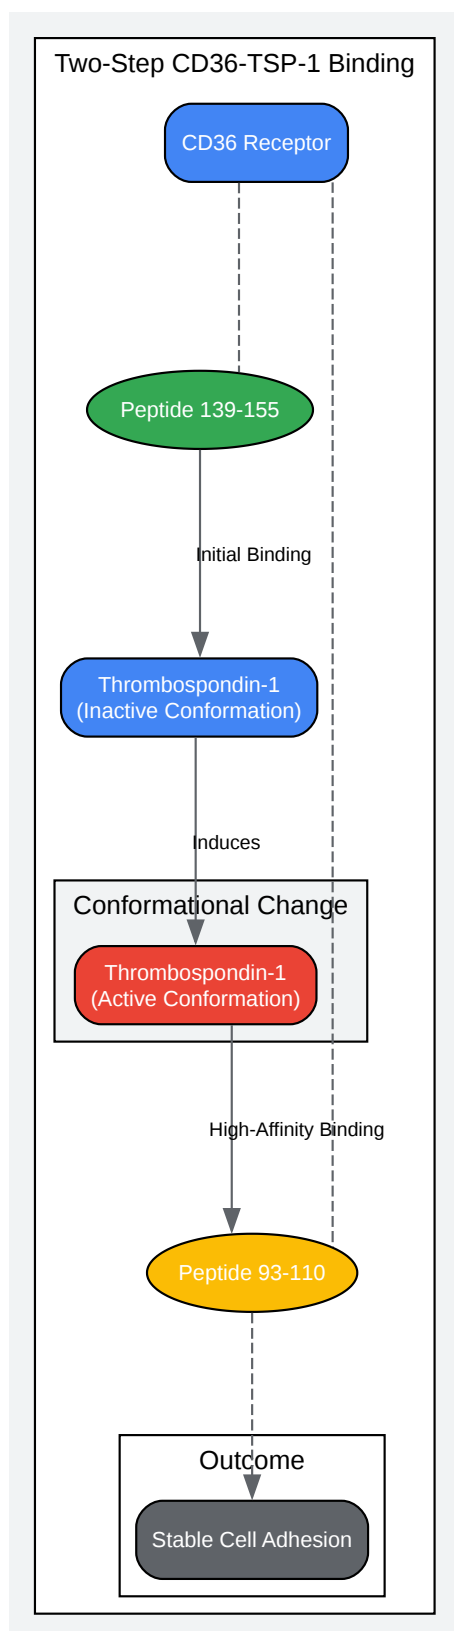 Two-Step CD36-TSP-1 Binding
CD36 Receptor
Peptide 139-155
Initial Binding
Thrombospondin-1
(Inactive Conformation)
Induces
Conformational Change
Thrombospondin-1
(Active Conformation)
High-Affinity Binding
Peptide 93-110
Outcome
Stable Cell Adhesion